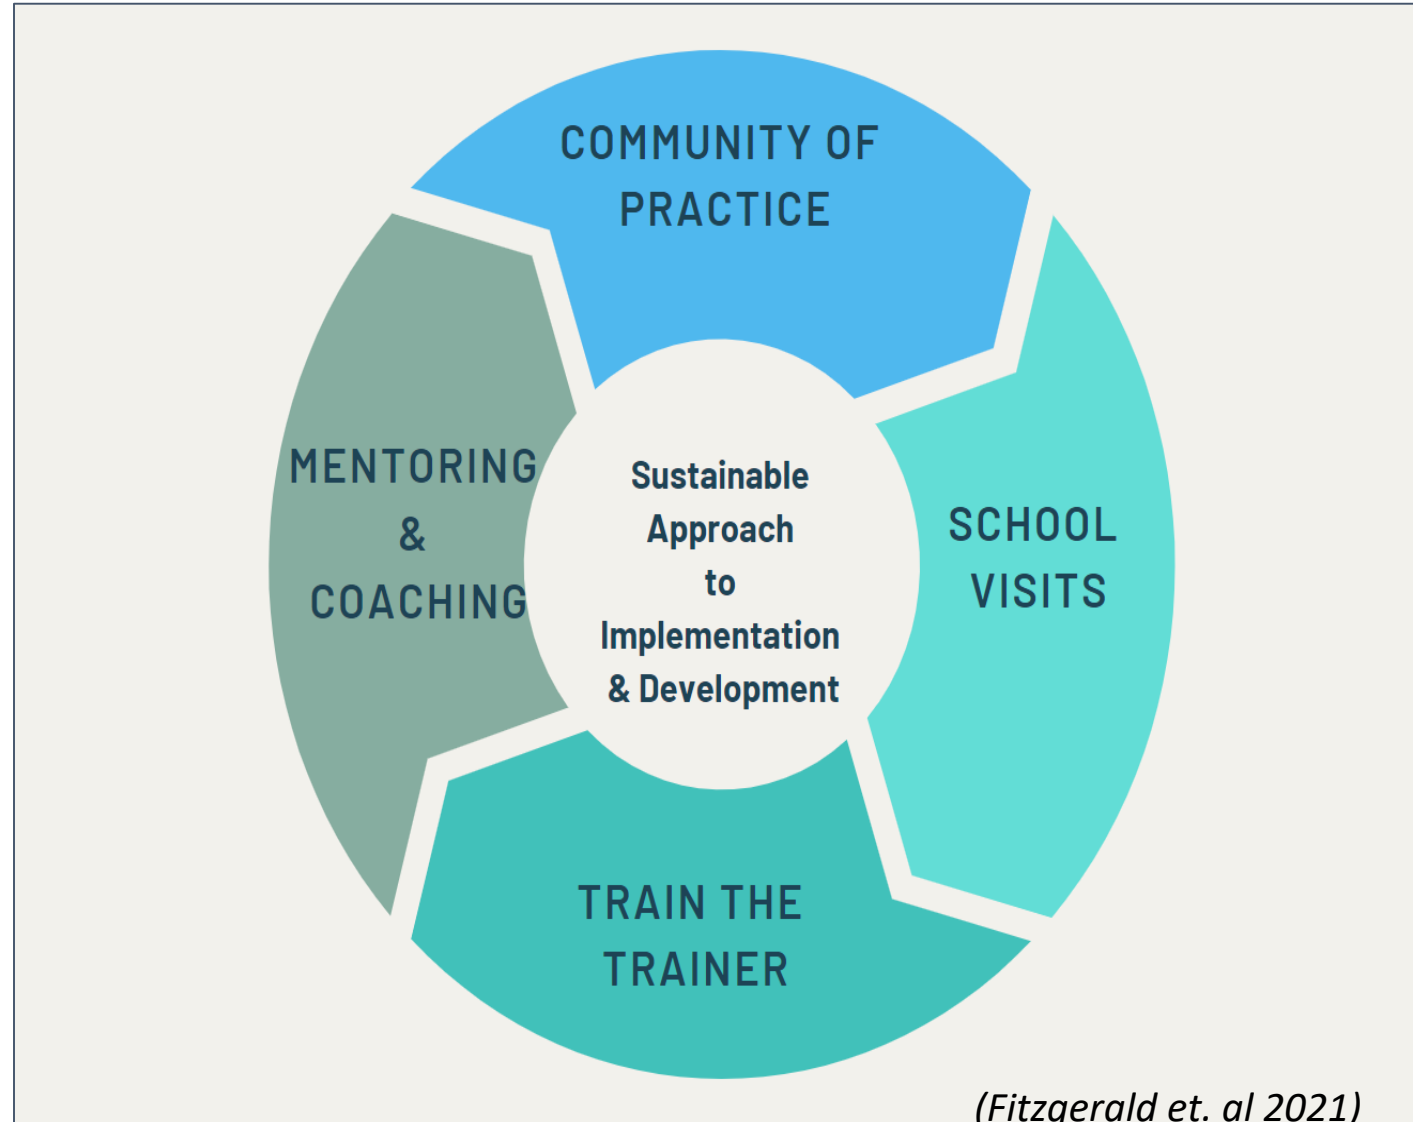 COMMUNITY OF
PRACTICE
SCHOOL
VISITS
TRAIN THE
TRAINER
MENTORING
&
COACHING
Sustainable
Approach
to
Implementation
& Development
(Fitzgerald et. al 2021)